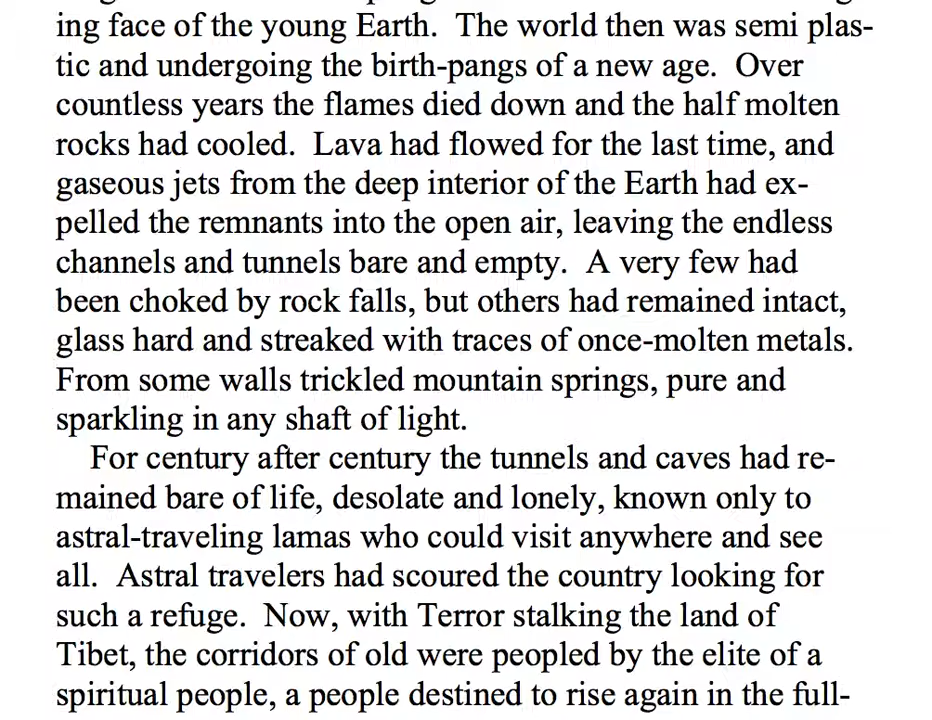 ing face of the young Earth.  The world then was semi plas-
tic and undergoing the birth-pangs of a new age.  Over
countless years the flames died down and the half molten
rocks had cooled.  Lava had flowed for the last time, and
gaseous jets from the deep interior of the Earth had ex-
pelled the remnants into the open air, leaving the endless
channels and tunnels bare and empty.  A very few had
been choked by rock falls, but others had remained intact,
glass hard and streaked with traces of once-molten metals.
From some walls trickled mountain springs, pure and
sparkling in any shaft of light.
For century after century the tunnels and caves had re-
mained bare of life, desolate and lonely, known only to
astral-traveling lamas who could visit anywhere and see
all.  Astral travelers had scoured the country looking for
such a refuge.  Now, with Terror stalking the land of
Tibet, the corridors of old were peopled by the elite of a
spiritual people, a people destined to rise again in the full-